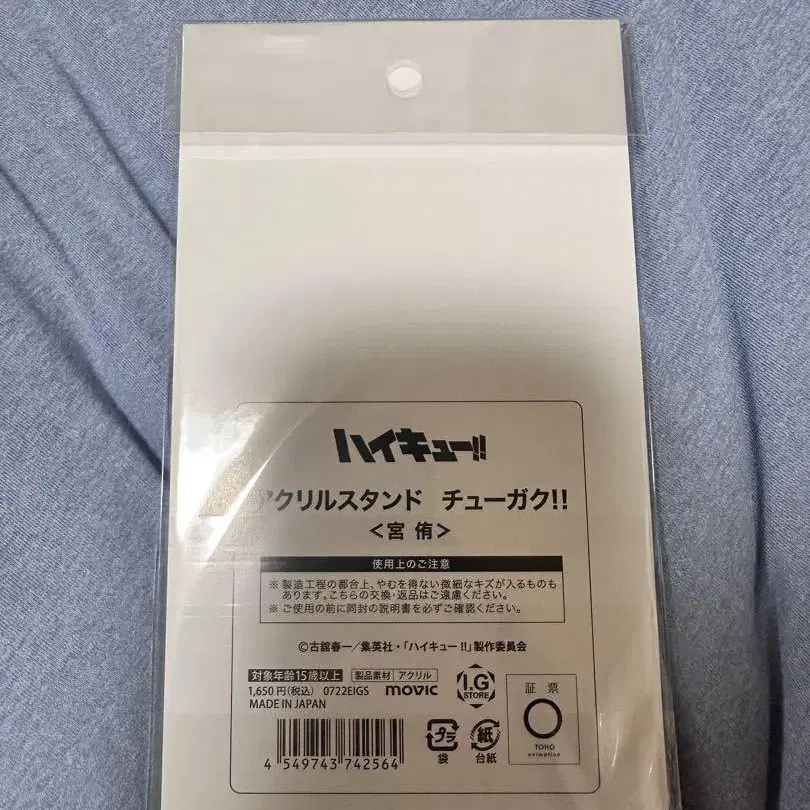 ハイキュー!!
アクリルスタンド チューガク!!
<宮 侑>
使用上のご注意
※ 製造工程の都合上、やむを得ない微細なキズが入るものも
あります。こちらの交換・返品はご遠慮ください。
※ ご使用の前に同封の説明書を必ずご確認ください。
©古舘春一/集英社・「ハイキュー!!」製作委員会
対象年齢15歳以上 製品素材 アクリル
1,650円(税込) 0722EIGS movic
MADE IN JAPAN
I.G
STORE
証 票
TOHO
animation
プラ
袋
紙
台紙
4 549743 742564